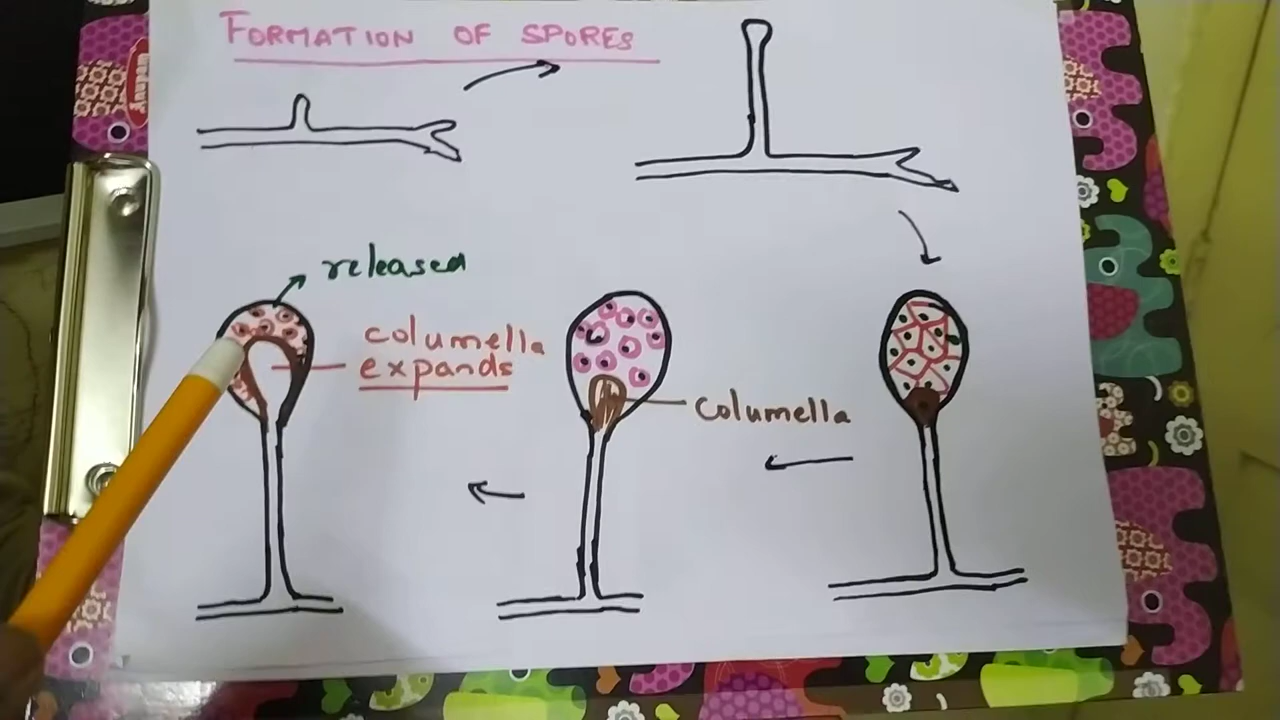 FORMATION OF SPORES
released
columella
expands
columella